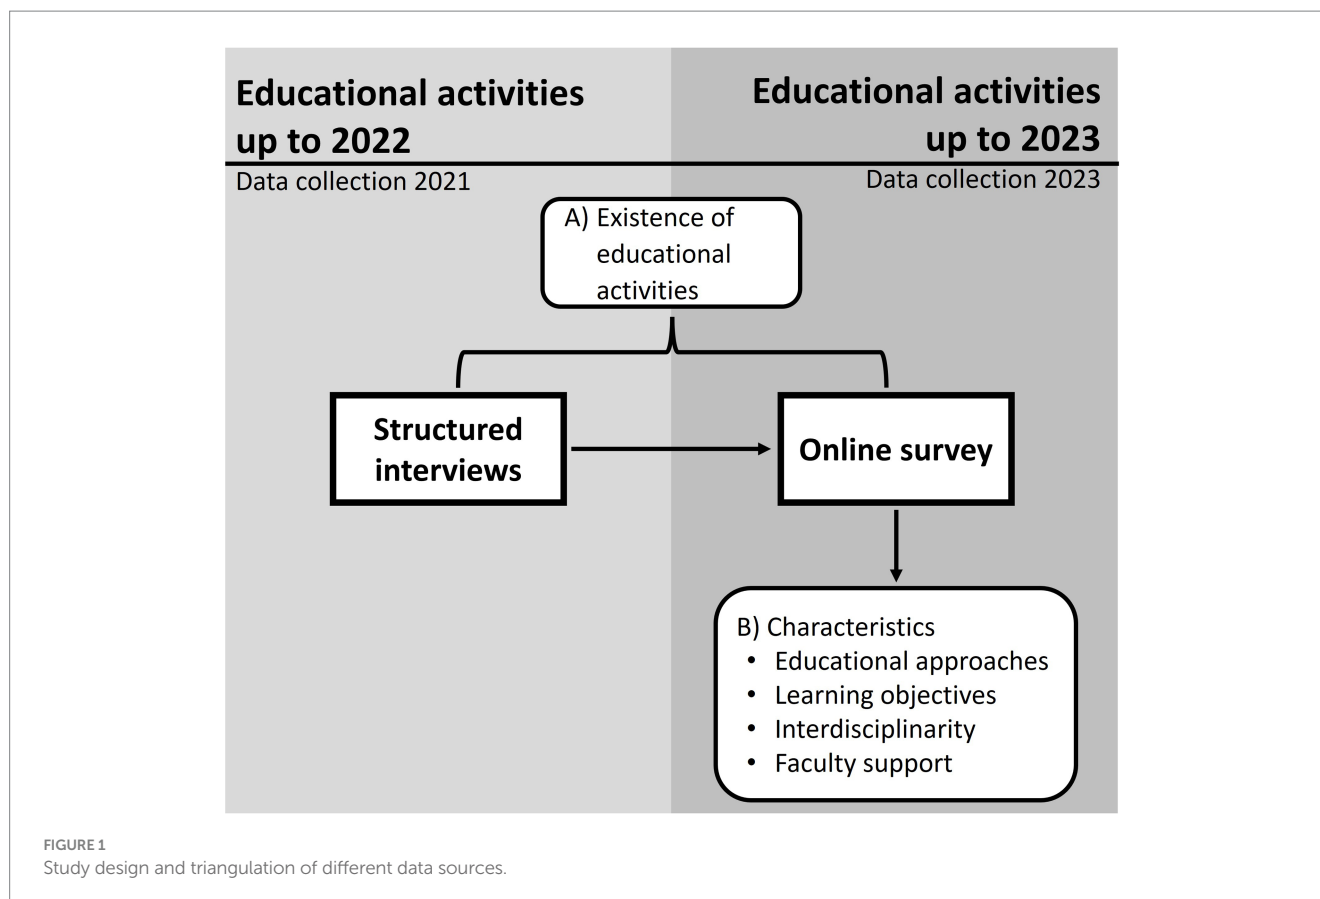 Educational activities
up to 2022
Data collection 2021
Educational activities
up to 2023
Data collection 2023
A) Existence of
educational
activities
Structured
interviews
Online survey
B) Characteristics
• Educational approaches
• Learning objectives
• Interdisciplinarity
• Faculty support
FIGURE 1
Study design and triangulation of different data sources.